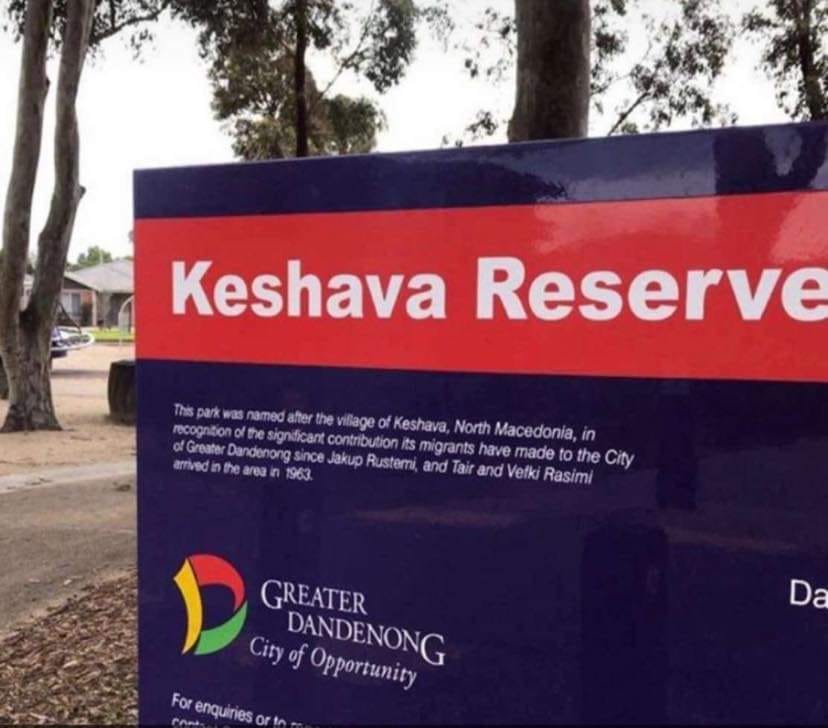 Keshava Reserve
This park was named after the village of Keshava, North Macedonia, in
recognition of the significant contribution its migrants have made to the City
of Greater Dandenong since Jakup Rustemi, and Tair and Vefki Rasimi
arrived in the area in 1963.
GREATER
DANDENONG
City of Opportunity
Da
For enquiries or to